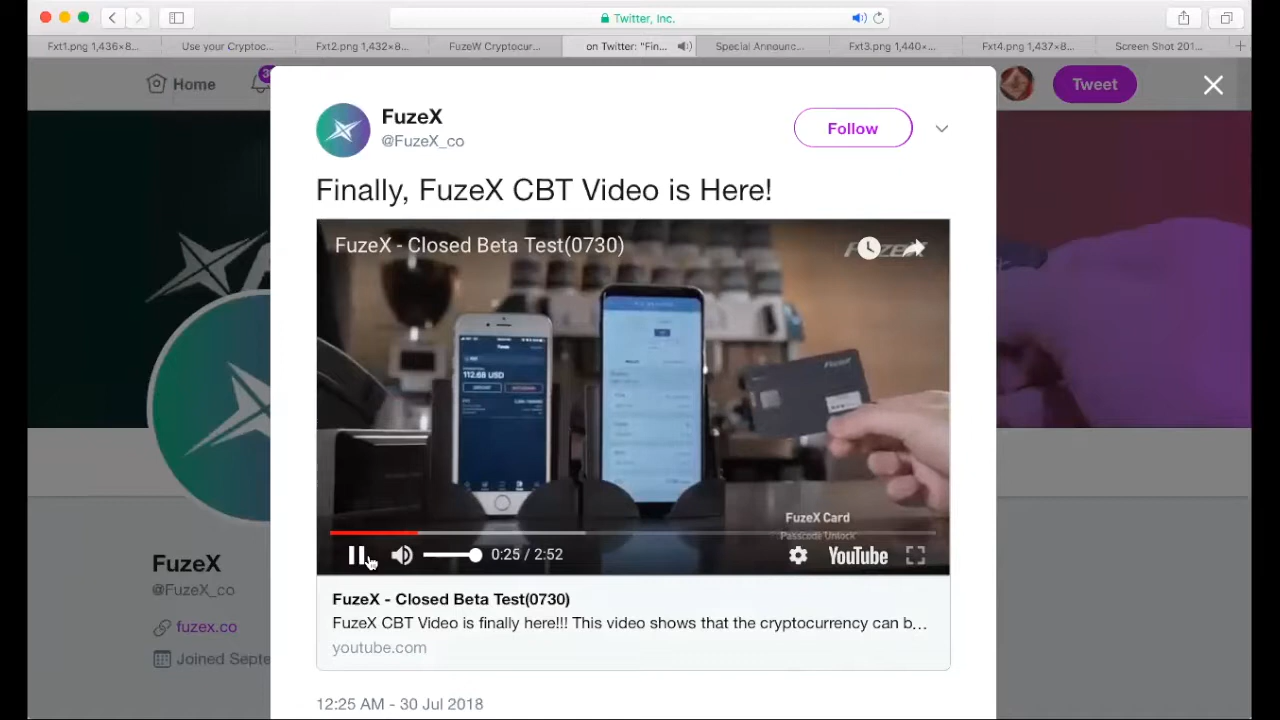 Twitter, Inc.
Fxt1.png 1,436×8...
Use your Cryptoc...
Fxt2.png 1,432×8...
FuzeW Cryptocur...
on Twitter: "Fin...
Special Announc...
Fxt3.png 1,440×...
Fxt4.png 1,437×8...
Screen Shot 201...
Home
Tweet
FuzeX
@FuzeX_co
Follow
Finally, FuzeX CBT Video is Here!
FuzeX - Closed Beta Test(0730)
FUZEX
112.68 USD
FuzeX
FuzeX Card
Passcode Unlock
0:25 / 2:52
YouTube
FuzeX - Closed Beta Test(0730)
FuzeX CBT Video is finally here!!! This video shows that the cryptocurrency can b...
youtube.com
12:25 AM - 30 Jul 2018
FuzeX
@FuzeX_co
fuzex.co
Joined Septe